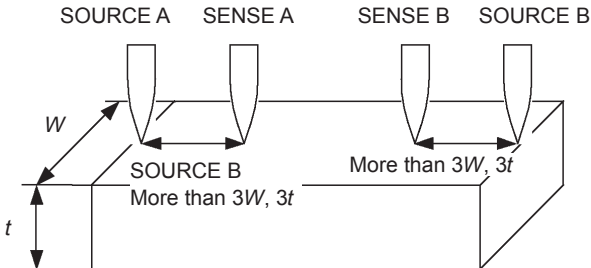 SOURCE A SENSE A SENSE B SOURCE B
W
SOURCE B
More than 3W, 3t
More than 3W, 3t
t